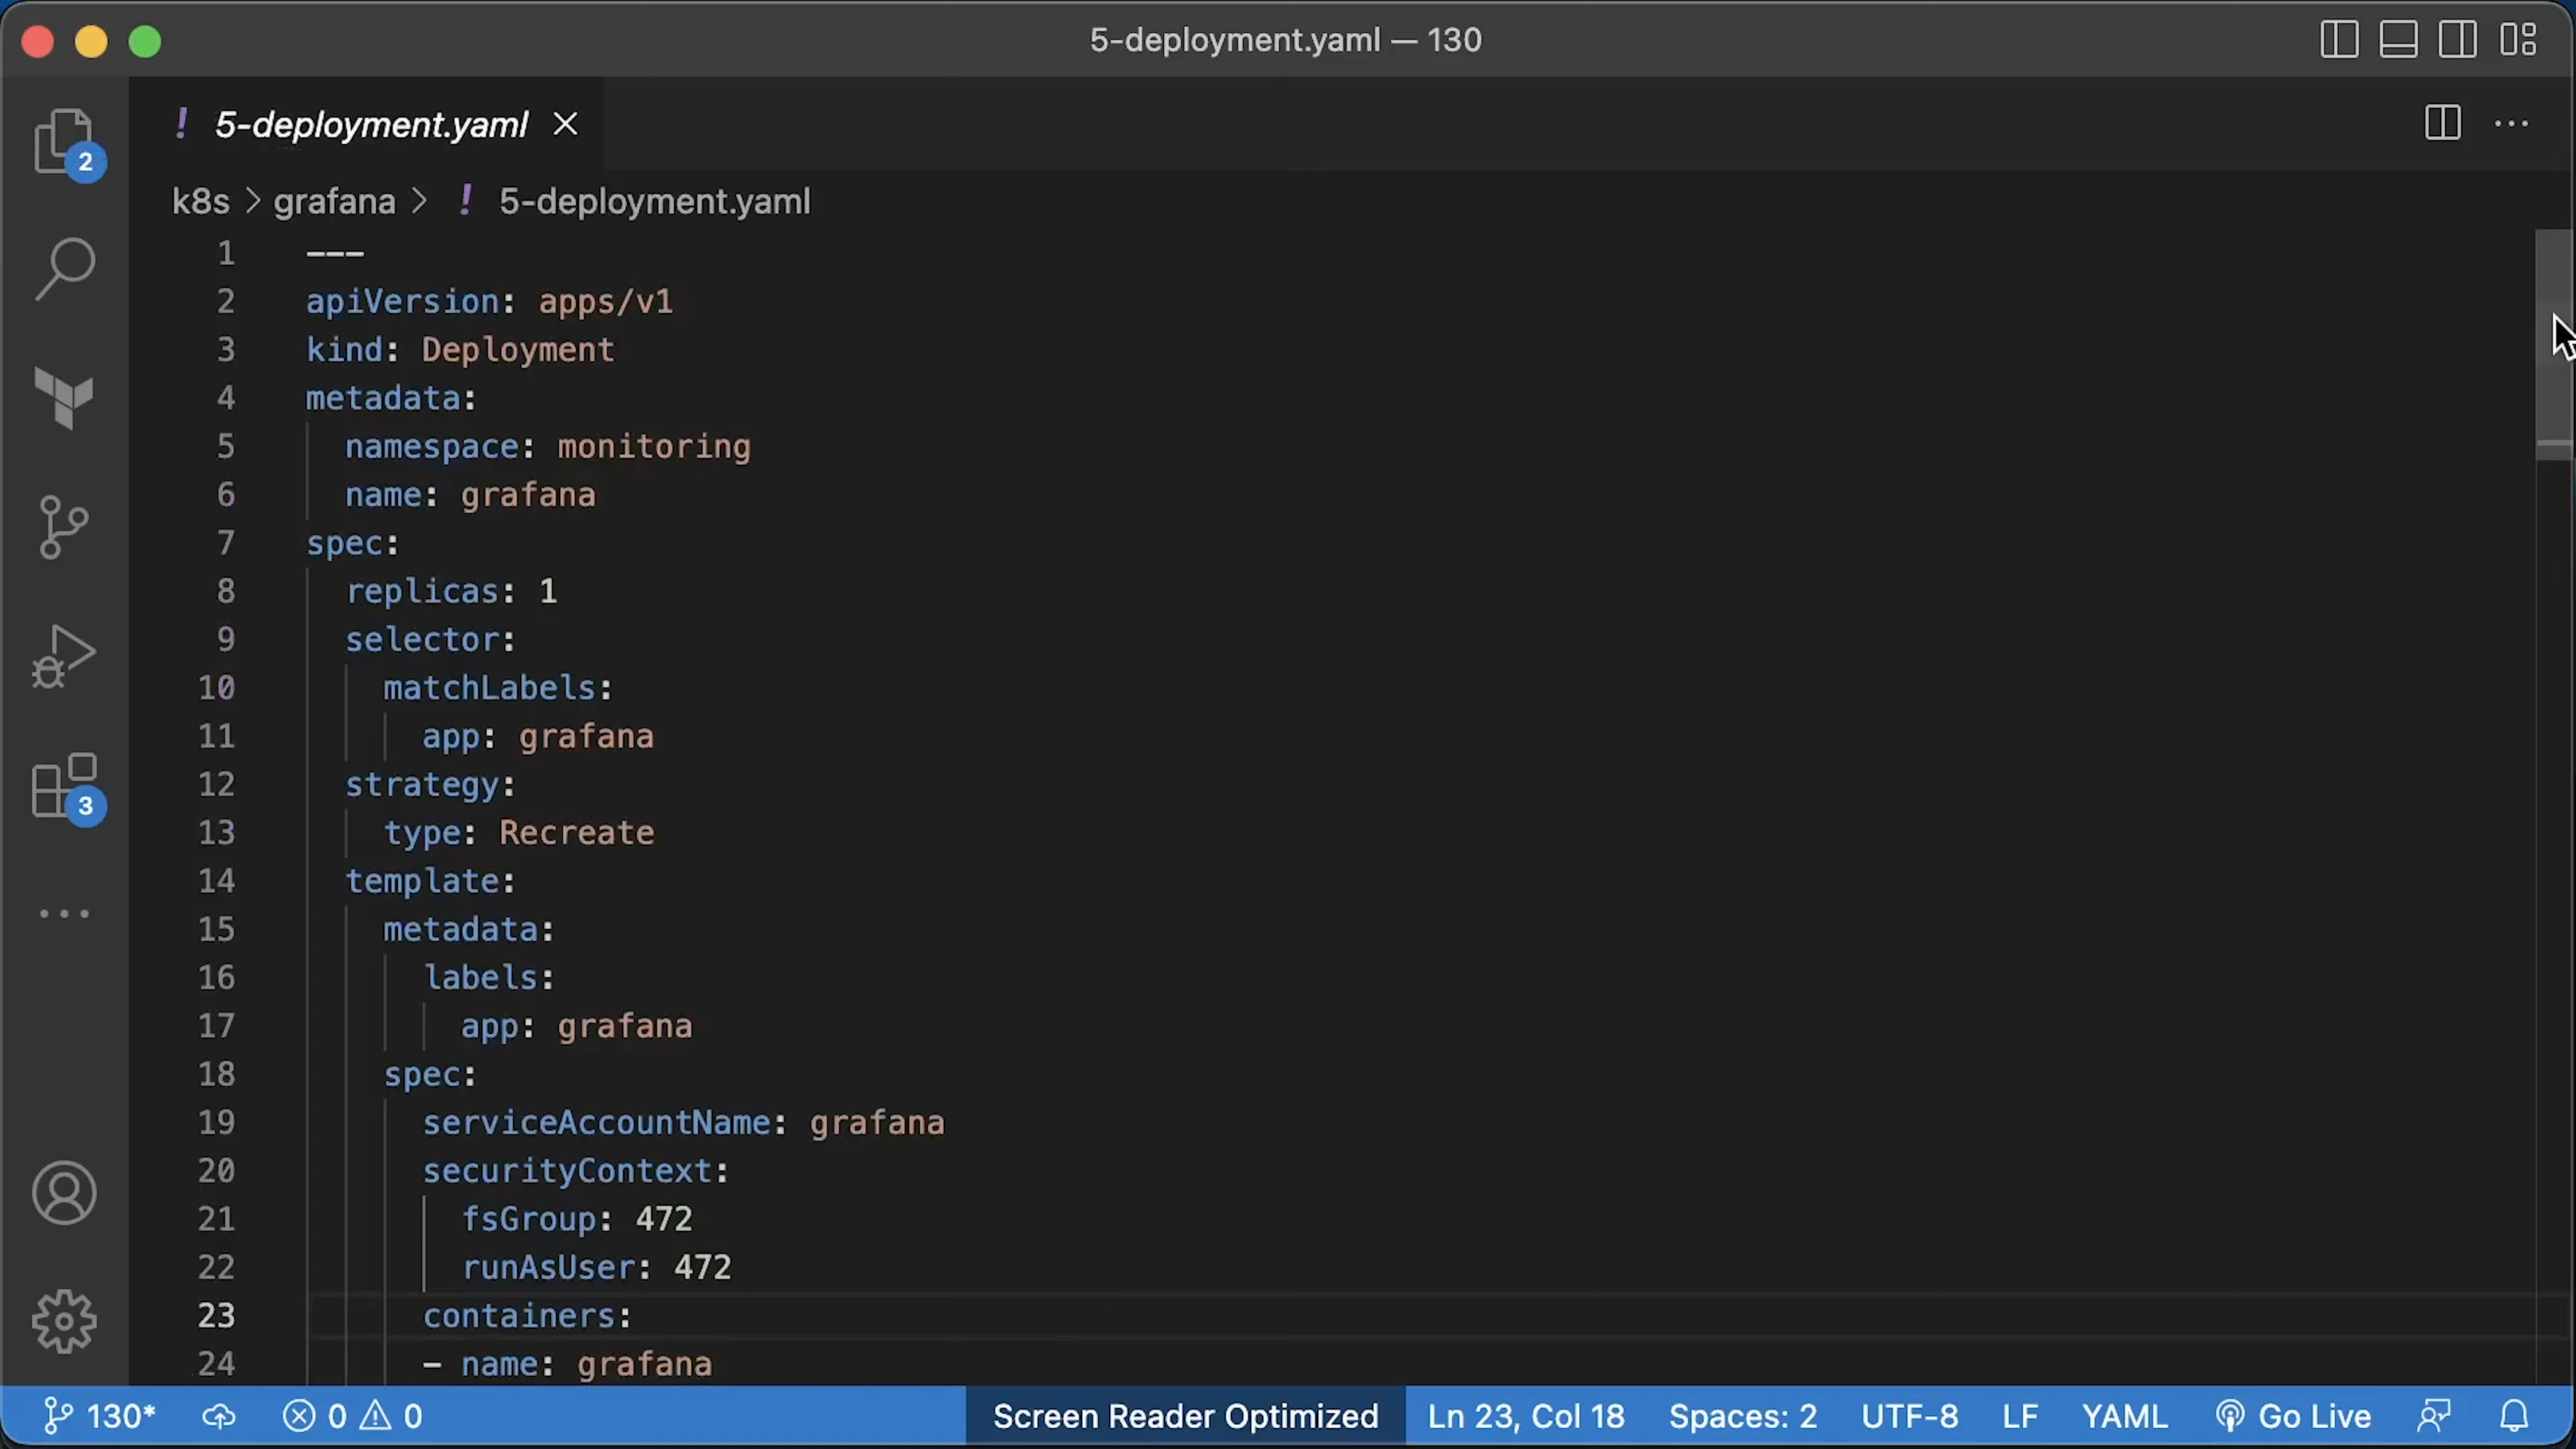 5-deployment.yaml — 130
! 5-deployment.yaml
2
k8s > grafana > ! 5-deployment.yaml
1 ---
2 apiVersion: apps/v1
3 kind: Deployment
4 metadata:
5 namespace: monitoring
6 name: grafana
7 spec:
8 replicas: 1
9 selector:
10 matchLabels:
11 app: grafana
12 strategy:
13 type: Recreate
14 template:
15 metadata:
16 labels:
17 app: grafana
18 spec:
19 serviceAccountName: grafana
20 securityContext:
21 fsGroup: 472
22 runAsUser: 472
23 containers:
24 - name: grafana
3
130* 0 0 Screen Reader Optimized Ln 23, Col 18 Spaces: 2 UTF-8 LF YAML Go Live